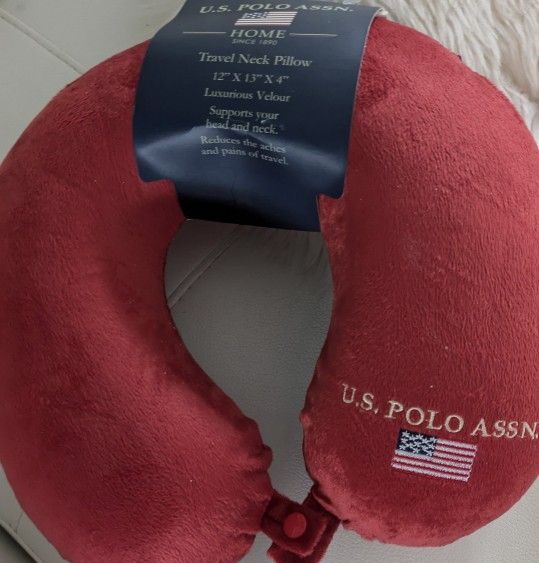 U.S. POLO ASSN.
HOME
SINCE 1890
Travel Neck Pillow
12" X 13" X 4"
Luxurious Velour
Supports your
head and neck.
Reduces the aches
and pains of travel.
U.S. POLO ASSN.